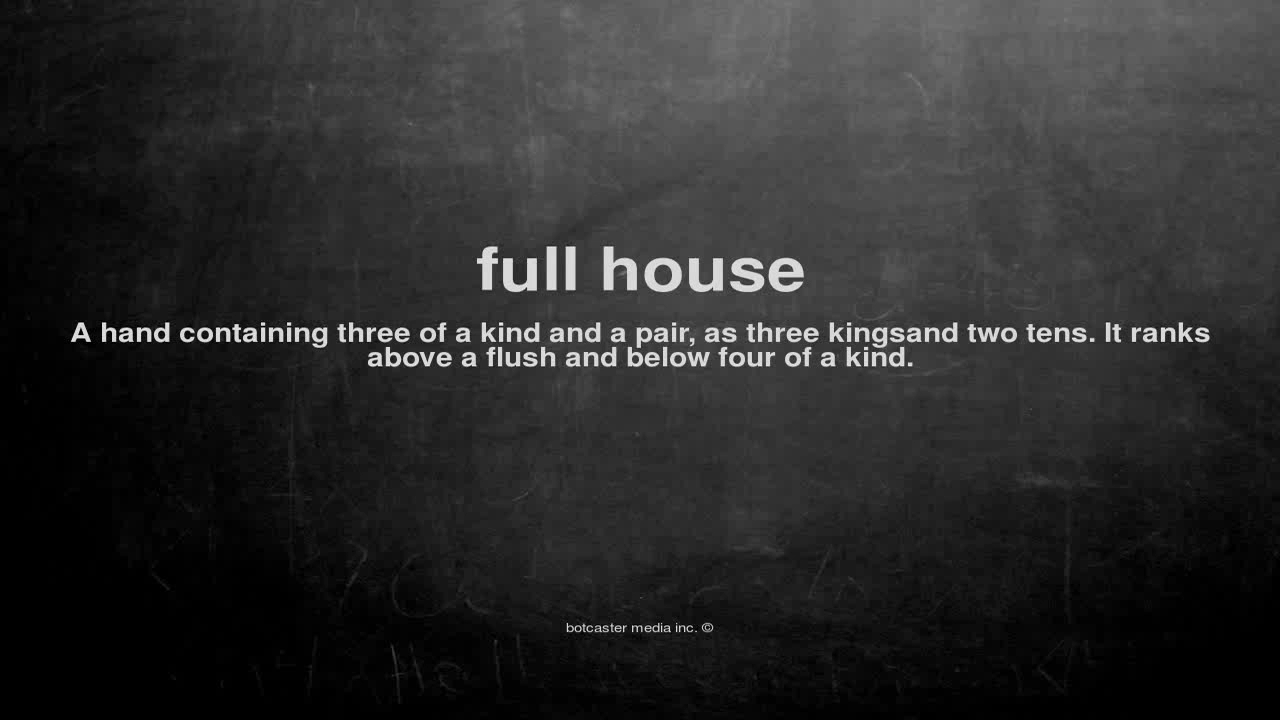 full house
A hand containing three of a kind and a pair, as three kingsand two tens. It ranks
above a flush and below four of a kind.
botcaster media inc. ©